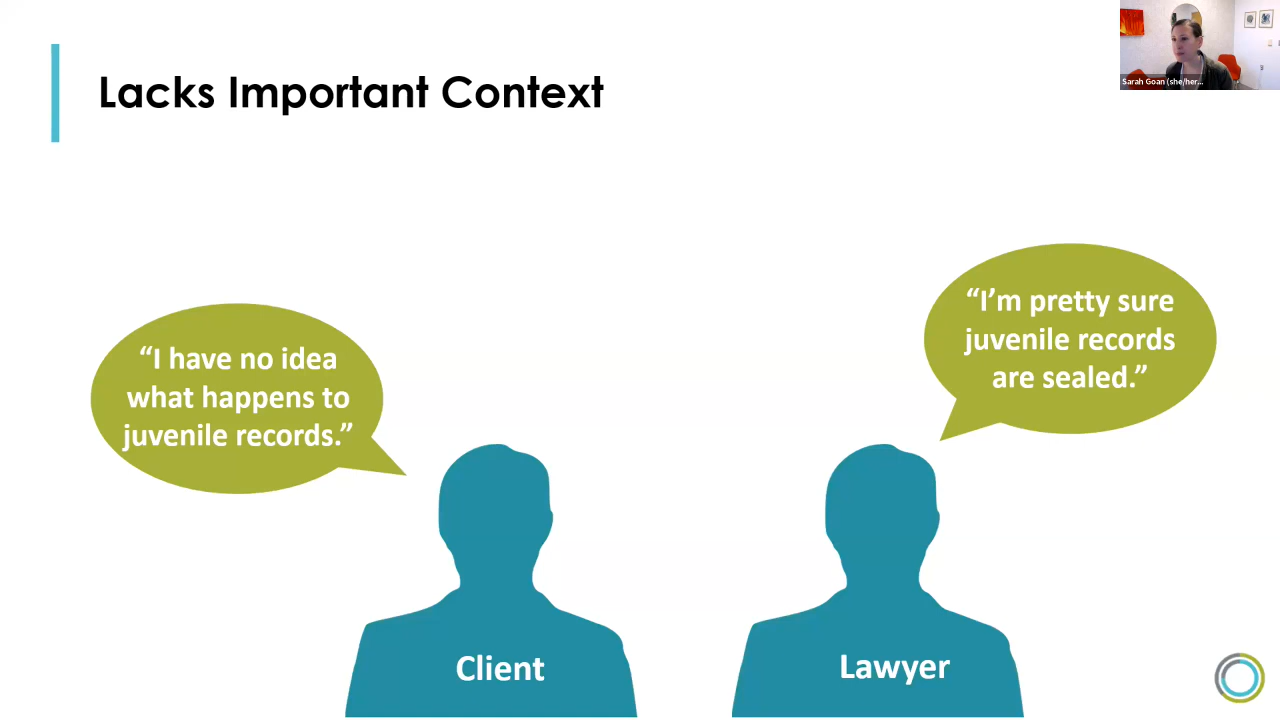 Lacks Important Context
Sarah Goan (she/her...
“I have no idea
what happens to
juvenile records.”
“I’m pretty sure
juvenile records
are sealed.”
Client
Lawyer